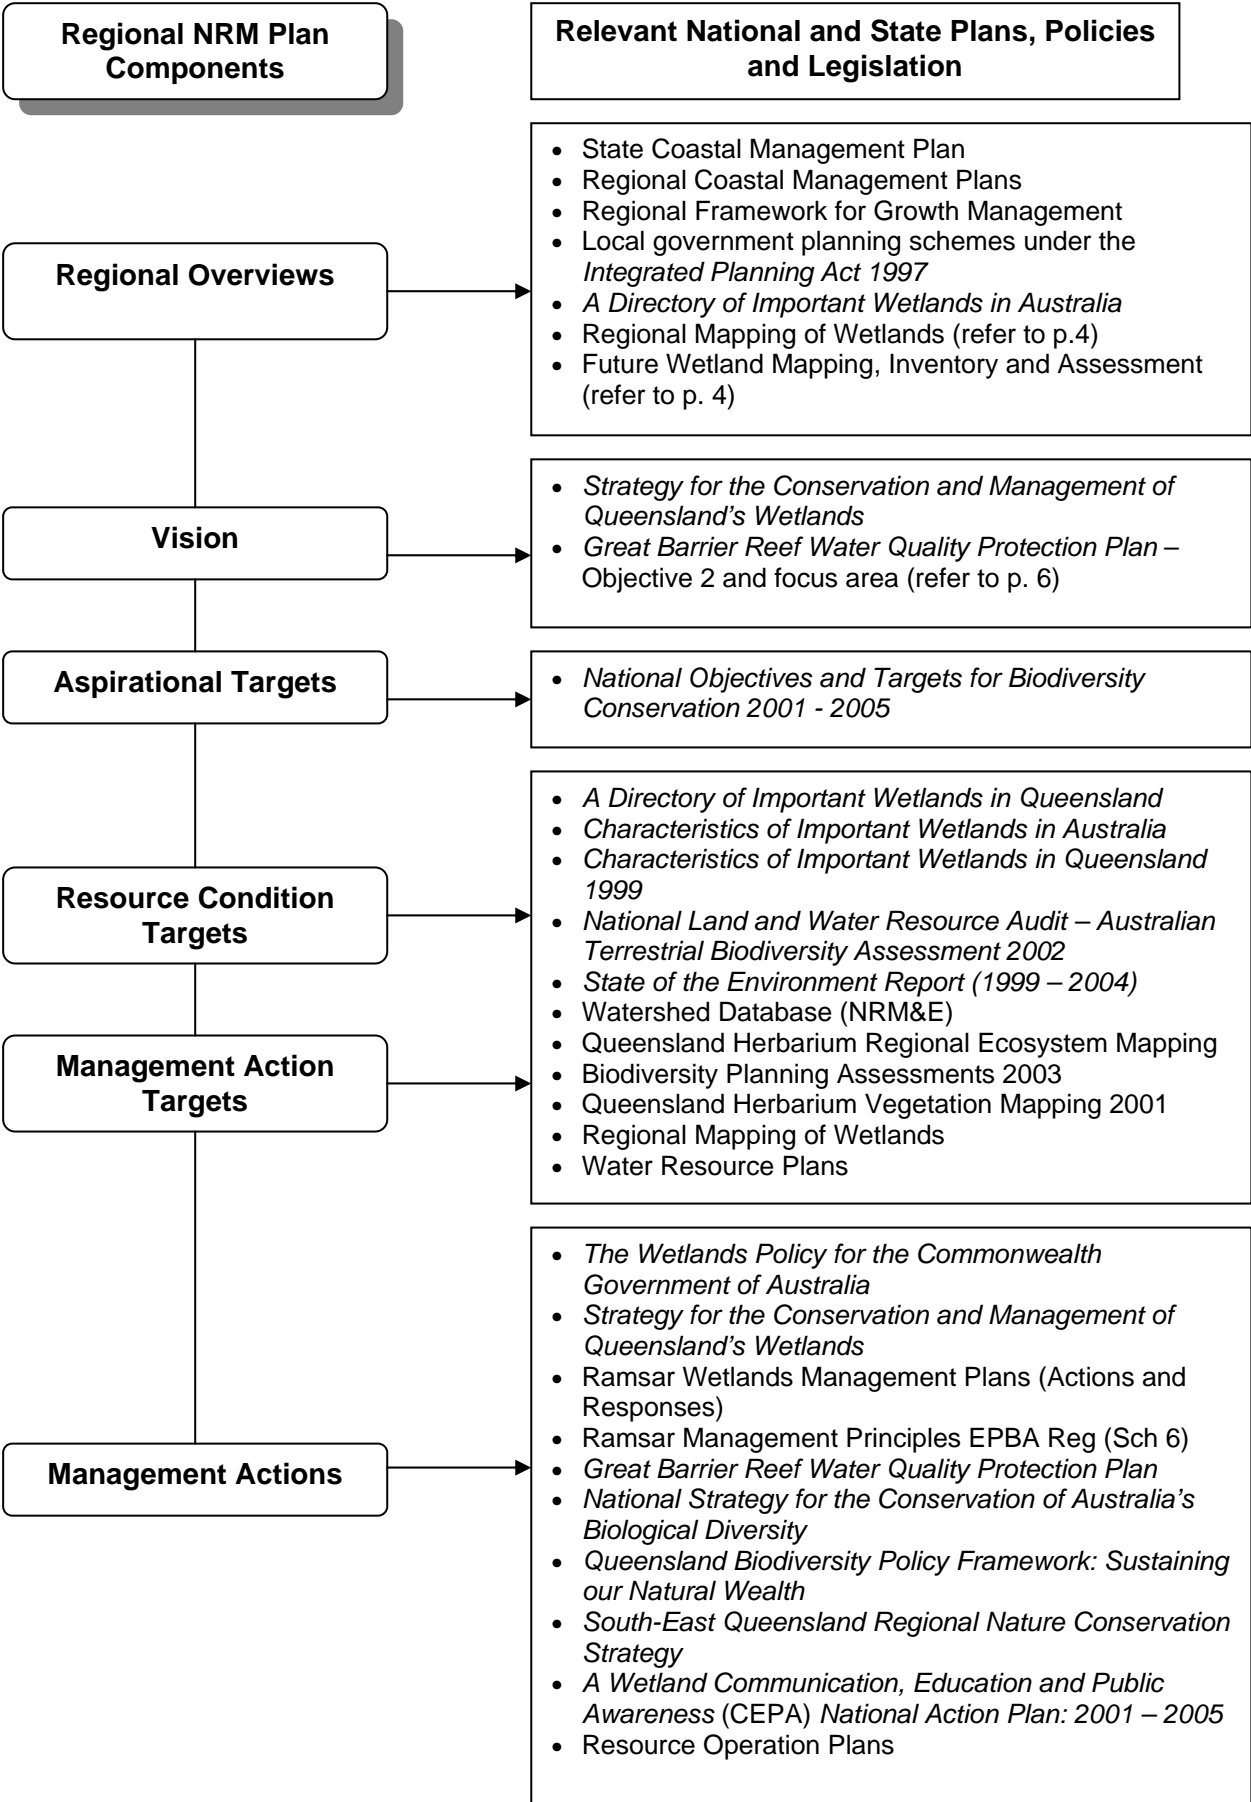 Regional NRM Plan
Components
Relevant National and State Plans, Policies
and Legislation
Regional Overviews
• State Coastal Management Plan
• Regional Coastal Management Plans
• Regional Framework for Growth Management
• Local government planning schemes under the
Integrated Planning Act 1997
• A Directory of Important Wetlands in Australia
• Regional Mapping of Wetlands (refer to p.4)
• Future Wetland Mapping, Inventory and Assessment
(refer to p. 4)
Vision
• Strategy for the Conservation and Management of
Queensland’s Wetlands
• Great Barrier Reef Water Quality Protection Plan –
Objective 2 and focus area (refer to p. 6)
Aspirational Targets
• National Objectives and Targets for Biodiversity
Conservation 2001 - 2005
Resource Condition
Targets
Management Action
Targets
• A Directory of Important Wetlands in Queensland
• Characteristics of Important Wetlands in Australia
• Characteristics of Important Wetlands in Queensland
1999
• National Land and Water Resource Audit – Australian
Terrestrial Biodiversity Assessment 2002
• State of the Environment Report (1999 – 2004)
• Watershed Database (NRM&E)
• Queensland Herbarium Regional Ecosystem Mapping
• Biodiversity Planning Assessments 2003
• Queensland Herbarium Vegetation Mapping 2001
• Regional Mapping of Wetlands
• Water Resource Plans
Management Actions
• The Wetlands Policy for the Commonwealth
Government of Australia
• Strategy for the Conservation and Management of
Queensland’s Wetlands
• Ramsar Wetlands Management Plans (Actions and
Responses)
• Ramsar Management Principles EPBA Reg (Sch 6)
• Great Barrier Reef Water Quality Protection Plan
• National Strategy for the Conservation of Australia’s
Biological Diversity
• Queensland Biodiversity Policy Framework: Sustaining
our Natural Wealth
• South-East Queensland Regional Nature Conservation
Strategy
• A Wetland Communication, Education and Public
Awareness (CEPA) National Action Plan: 2001 – 2005
• Resource Operation Plans